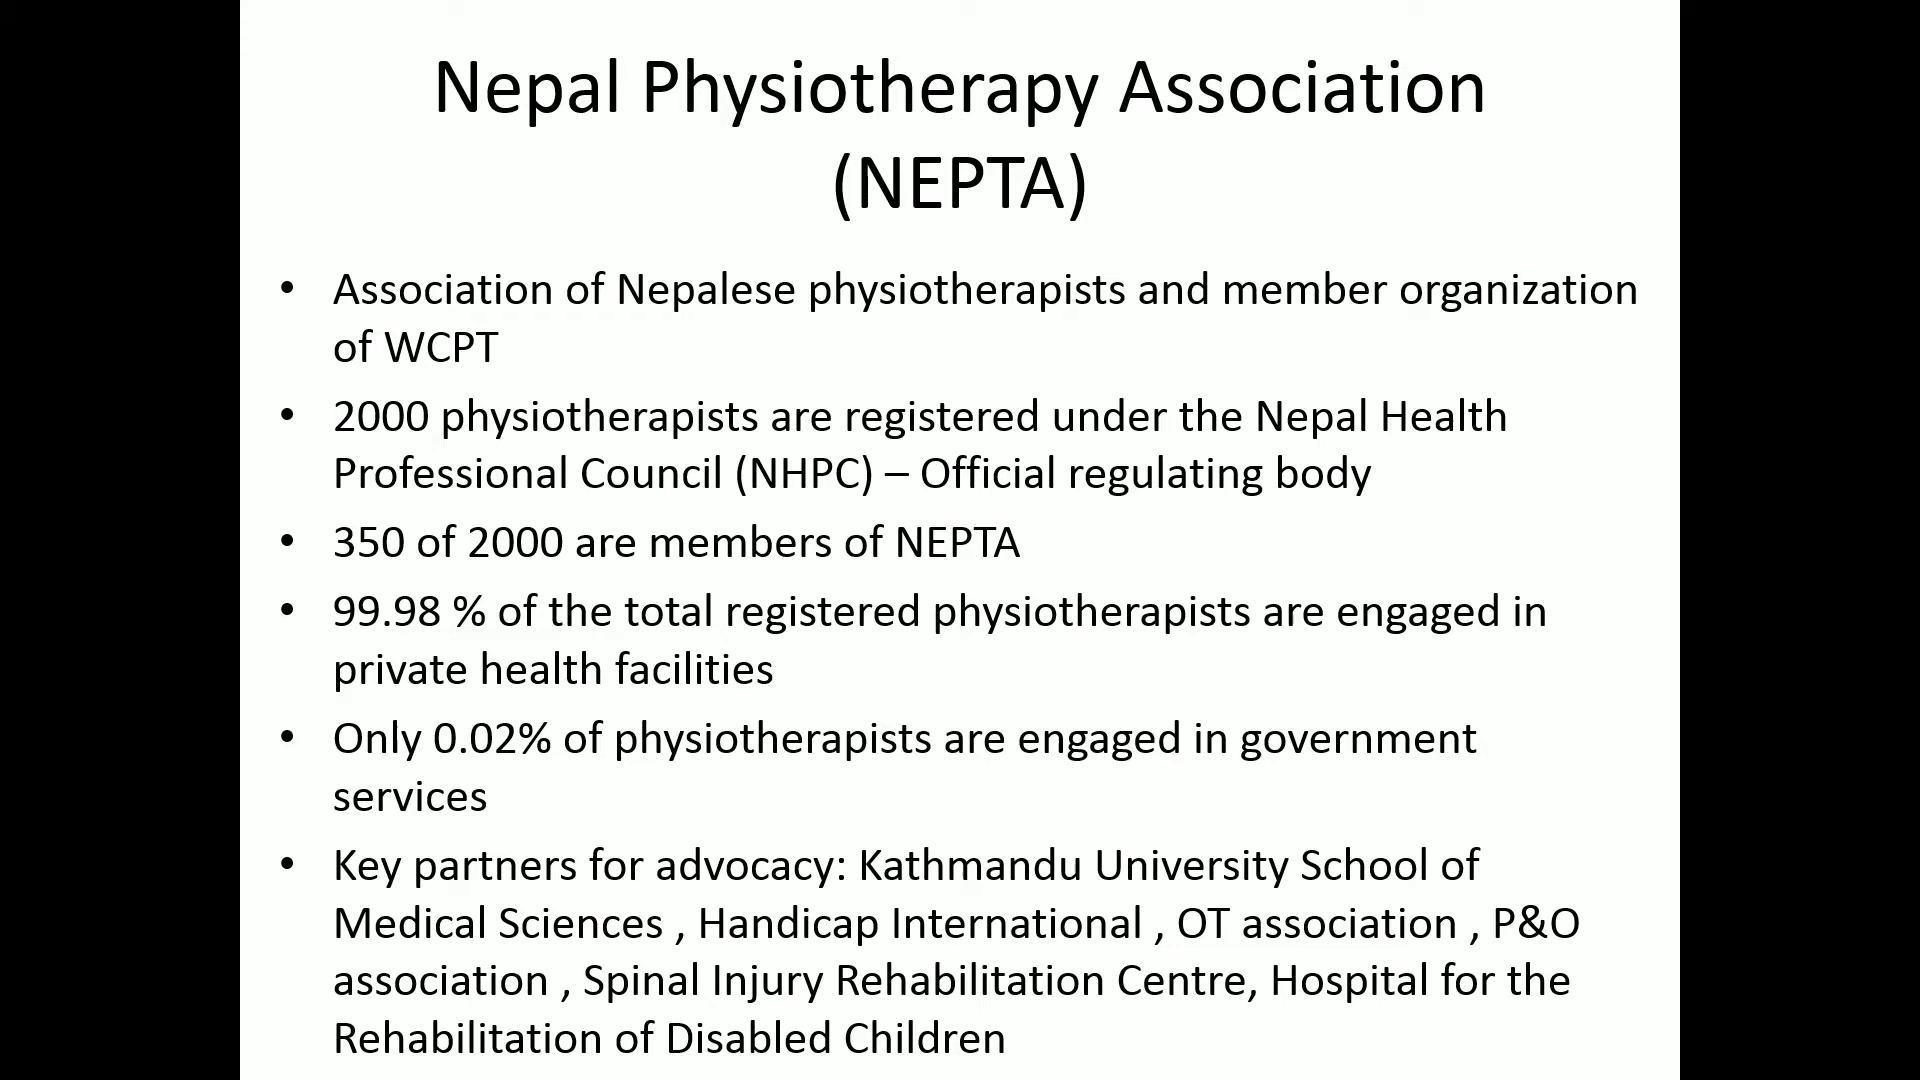 Nepal Physiotherapy Association
(NEPTA)
• Association of Nepalese physiotherapists and member organization
of WCPT
• 2000 physiotherapists are registered under the Nepal Health
Professional Council (NHPC) – Official regulating body
• 350 of 2000 are members of NEPTA
• 99.98 % of the total registered physiotherapists are engaged in
private health facilities
• Only 0.02% of physiotherapists are engaged in government
services
• Key partners for advocacy: Kathmandu University School of
Medical Sciences , Handicap International , OT association , P&O
association , Spinal Injury Rehabilitation Centre, Hospital for the
Rehabilitation of Disabled Children